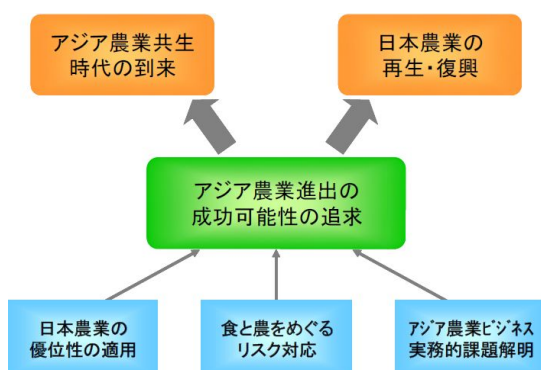 アジア農業共生
時代の到来
日本農業の
再生・復興
アジア農業進出の
成功可能性の追求
日本農業の
優位性の適用
食と農をめぐる
リスク対応
アジア農業ビジネス
実務的課題解明